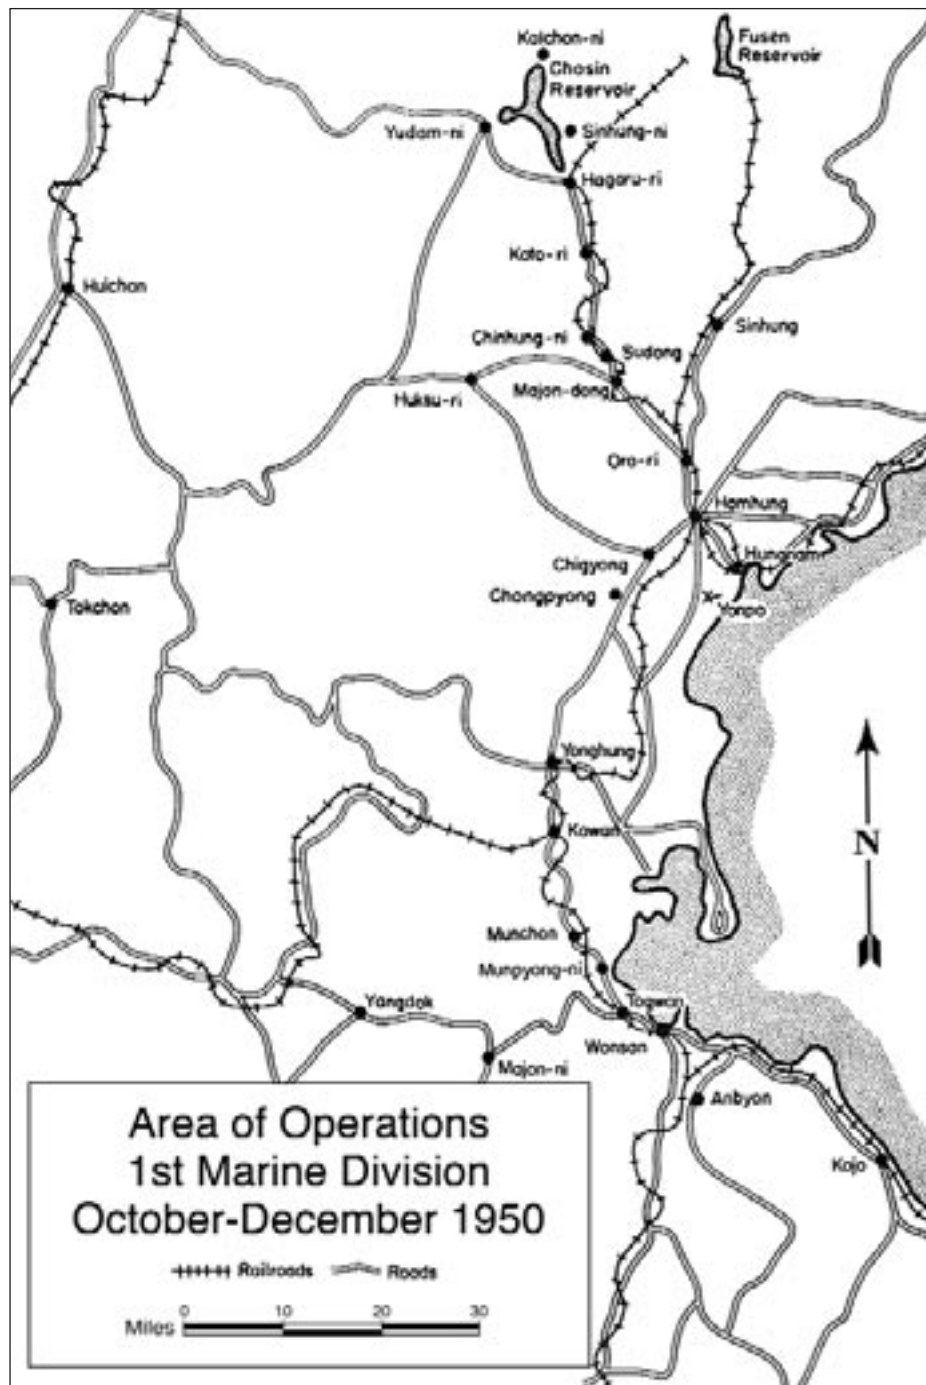 Kalchon-ni
Chosin
Reservoir
Fusen
Reservoir
Yudam-ni
Sinhung-ni
Hagaru-ri
Koto-ri
Huichon
Chinhung-ni
Sinhung
Sudong
Huksu-ri
Majon-dong
Oro-ri
Hamhung
Chigyong
Hungnam
Chongpyong
Yonpo
Tokchon
Yonghung
Kowan
N
Munchon
Munpyong-ni
Yangdok
Togwon
Wonsan
Majon-ni
Anbyon
Kojo
Area of Operations
1st Marine Division
October-December 1950
Railroads Roads
0 10 20 30
Miles